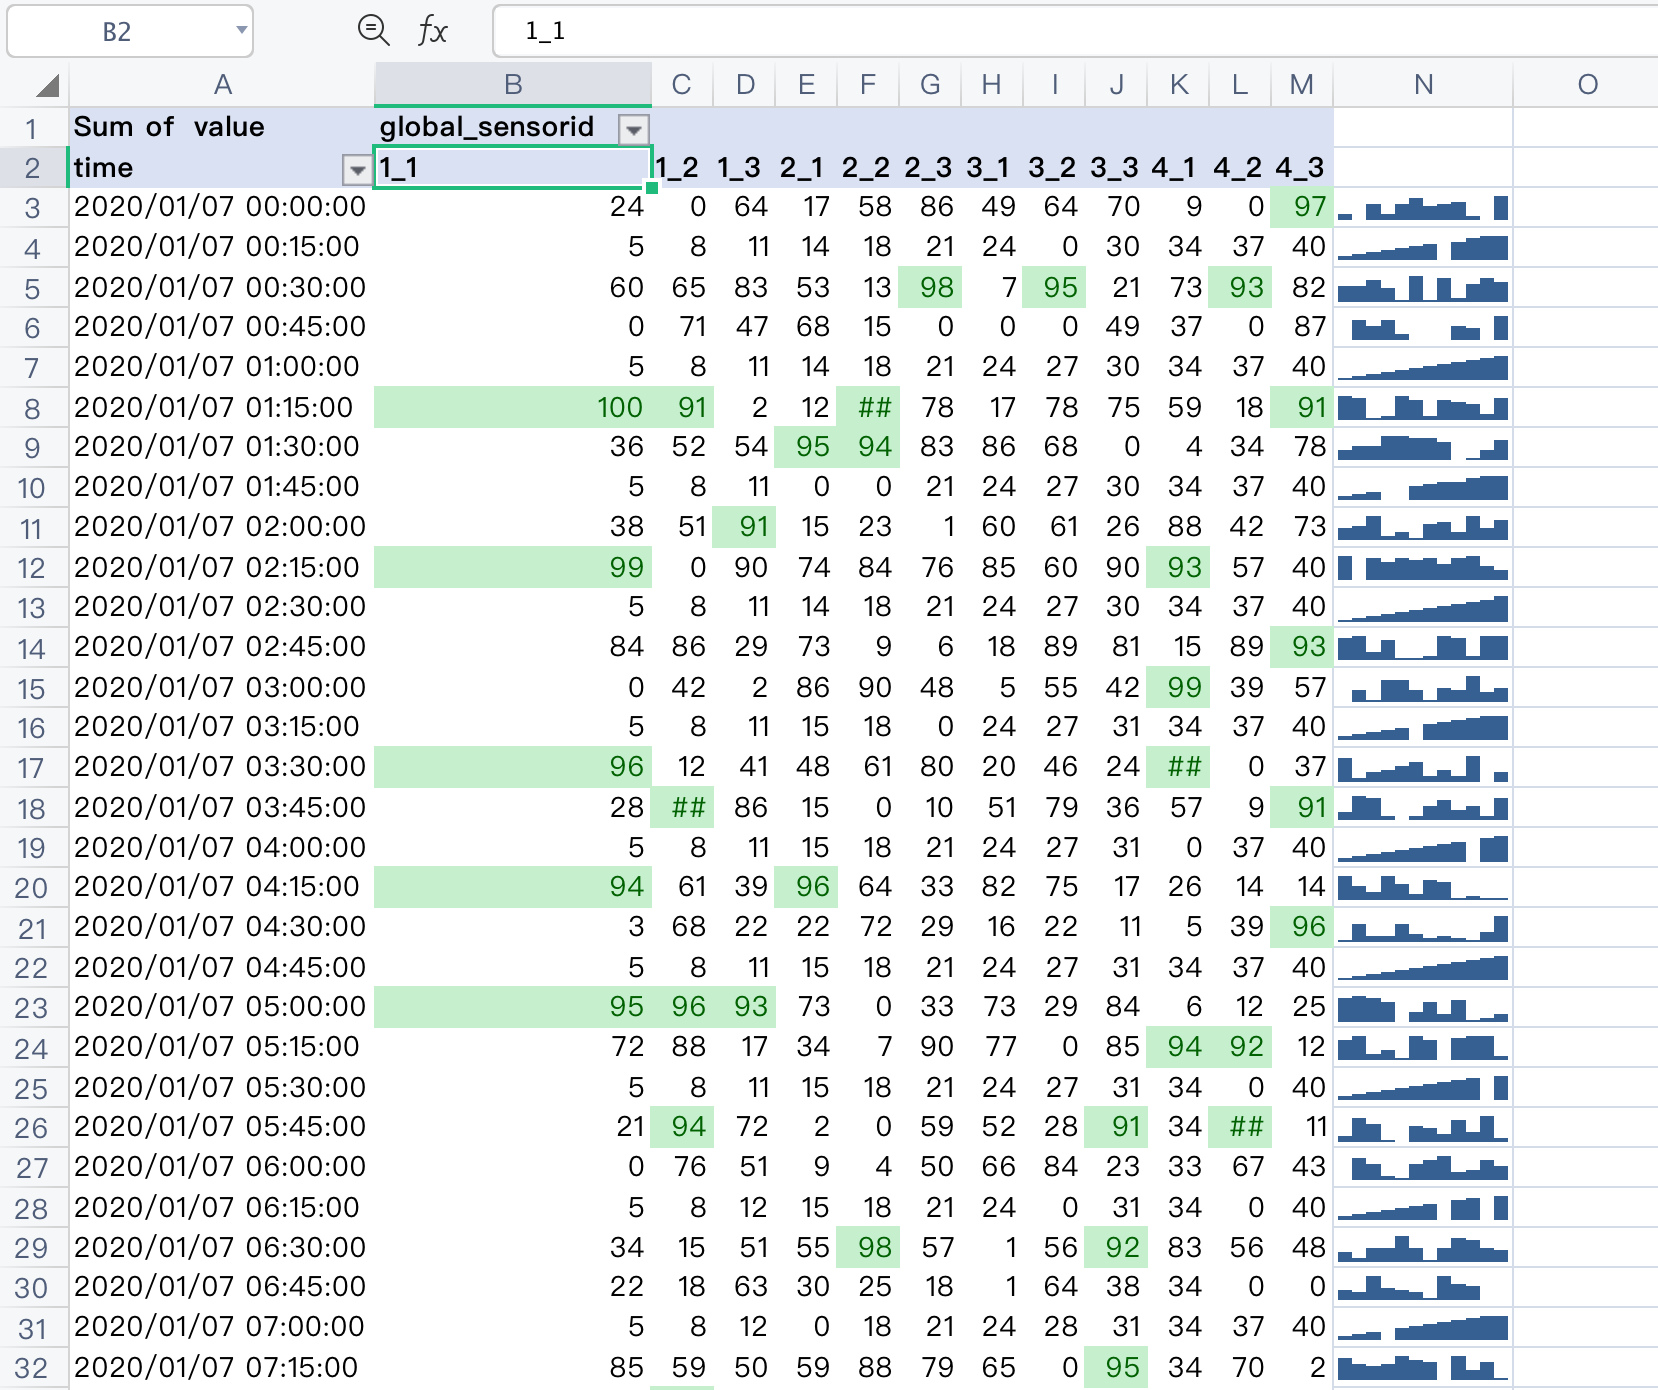 B2 fx 1_1
A B C D E F G H I J K L M N O
1 Sum of value global_sensorid
2 time 1_1 1_2 1_3 2_1 2_2 2_3 3_1 3_2 3_3 4_1 4_2 4_3
3 2020/01/07 00:00:00 24 0 64 17 58 86 49 64 70 9 0 97
4 2020/01/07 00:15:00 5 8 11 14 18 21 24 0 30 34 37 40
5 2020/01/07 00:30:00 60 65 83 53 13 98 7 95 21 73 93 82
6 2020/01/07 00:45:00 0 71 47 68 15 0 0 0 49 37 0 87
7 2020/01/07 01:00:00 5 8 11 14 18 21 24 27 30 34 37 40
8 2020/01/07 01:15:00 100 91 2 12 ## 78 17 78 75 59 18 91
9 2020/01/07 01:30:00 36 52 54 95 94 83 86 68 0 4 34 78
10 2020/01/07 01:45:00 5 8 11 0 0 21 24 27 30 34 37 40
11 2020/01/07 02:00:00 38 51 91 15 23 1 60 61 26 88 42 73
12 2020/01/07 02:15:00 99 0 90 74 84 76 85 60 90 93 57 40
13 2020/01/07 02:30:00 5 8 11 14 18 21 24 27 30 34 37 40
14 2020/01/07 02:45:00 84 86 29 73 9 6 18 89 81 15 89 93
15 2020/01/07 03:00:00 0 42 2 86 90 48 5 55 42 99 39 57
16 2020/01/07 03:15:00 5 8 11 15 18 0 24 27 31 34 37 40
17 2020/01/07 03:30:00 96 12 41 48 61 80 20 46 24 ## 0 37
18 2020/01/07 03:45:00 28 ## 86 15 0 10 51 79 36 57 9 91
19 2020/01/07 04:00:00 5 8 11 15 18 21 24 27 31 0 37 40
20 2020/01/07 04:15:00 94 61 39 96 64 33 82 75 17 26 14 14
21 2020/01/07 04:30:00 3 68 22 22 72 29 16 22 11 5 39 96
22 2020/01/07 04:45:00 5 8 11 15 18 21 24 27 31 34 37 40
23 2020/01/07 05:00:00 95 96 93 73 0 33 73 29 84 6 12 25
24 2020/01/07 05:15:00 72 88 17 34 7 90 77 0 85 94 92 12
25 2020/01/07 05:30:00 5 8 11 15 18 21 24 27 31 34 0 40
26 2020/01/07 05:45:00 21 94 72 2 0 59 52 28 91 34 ## 11
27 2020/01/07 06:00:00 0 76 51 9 4 50 66 84 23 33 67 43
28 2020/01/07 06:15:00 5 8 12 15 18 21 24 0 31 34 0 40
29 2020/01/07 06:30:00 34 15 51 55 98 57 1 56 92 83 56 48
30 2020/01/07 06:45:00 22 18 63 30 25 18 1 64 38 34 0 0
31 2020/01/07 07:00:00 5 8 12 0 18 21 24 28 31 34 37 40
32 2020/01/07 07:15:00 85 59 50 59 88 79 65 0 95 34 70 2